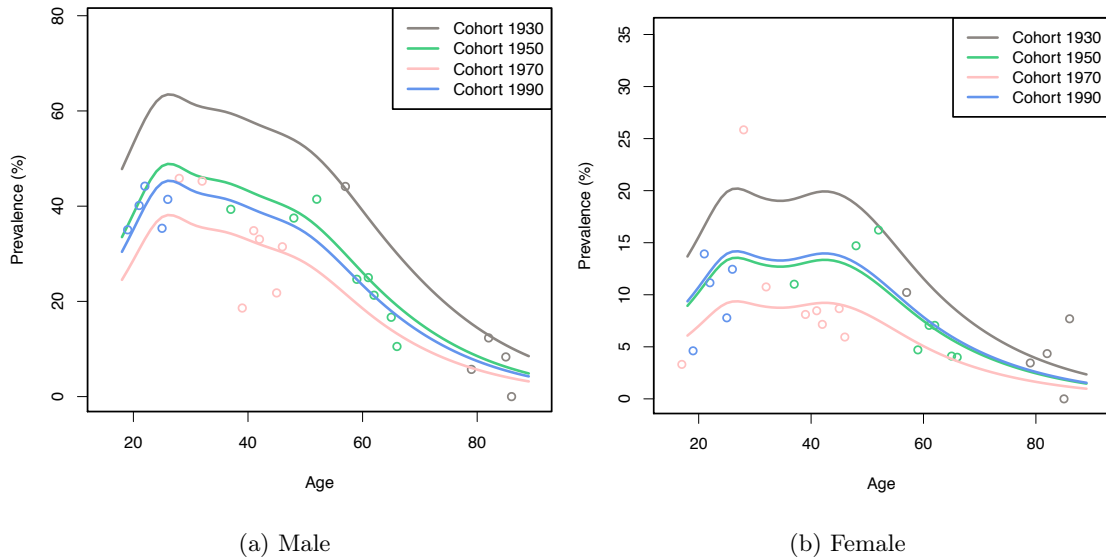 80
60
40
20
0
Prevalence (%)
20 40 60 80
Age
Cohort 1930
Cohort 1950
Cohort 1970
Cohort 1990
(a) Male
35
30
25
20
15
10
5
0
Prevalence (%)
20 40 60 80
Age
Cohort 1930
Cohort 1950
Cohort 1970
Cohort 1990
(b) Female